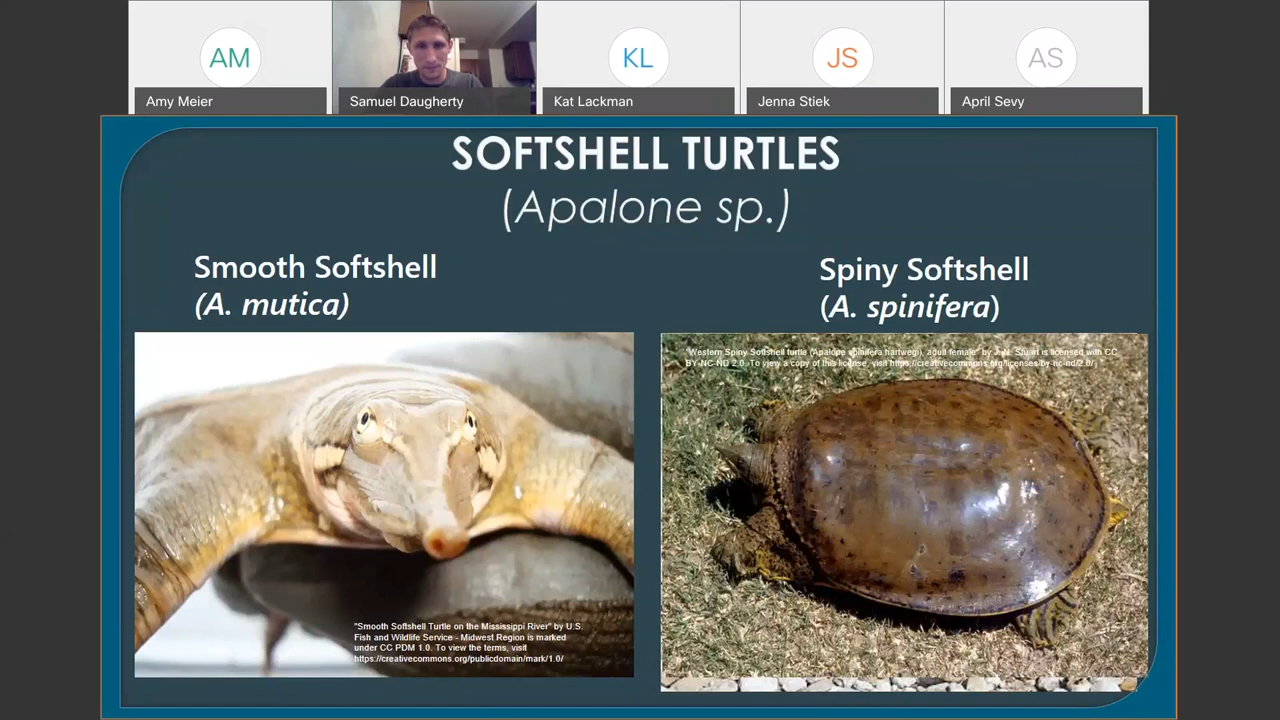 AM
KL
JS
AS
Amy Meier
Samuel Daugherty
Kat Lackman
Jenna Stiek
April Sevy
SOFTSHELL TURTLES
(Apalone sp.)
Smooth Softshell
(A. mutica)
Spiny Softshell
(A. spinifera)
"Western Spiny Softshell turtle (Apalone spinifera hartwegi), adult female" by J. N. Stuart is licensed with CC
BY-NC-ND 2.0. To view a copy of this license, visit https://creativecommons.org/licenses/by-nc-nd/2.0/
"Smooth Softshell Turtle on the Mississippi River" by U.S.
Fish and Wildlife Service - Midwest Region is marked
under CC PDM 1.0. To view the terms, visit
https://creativecommons.org/publicdomain/mark/1.0/